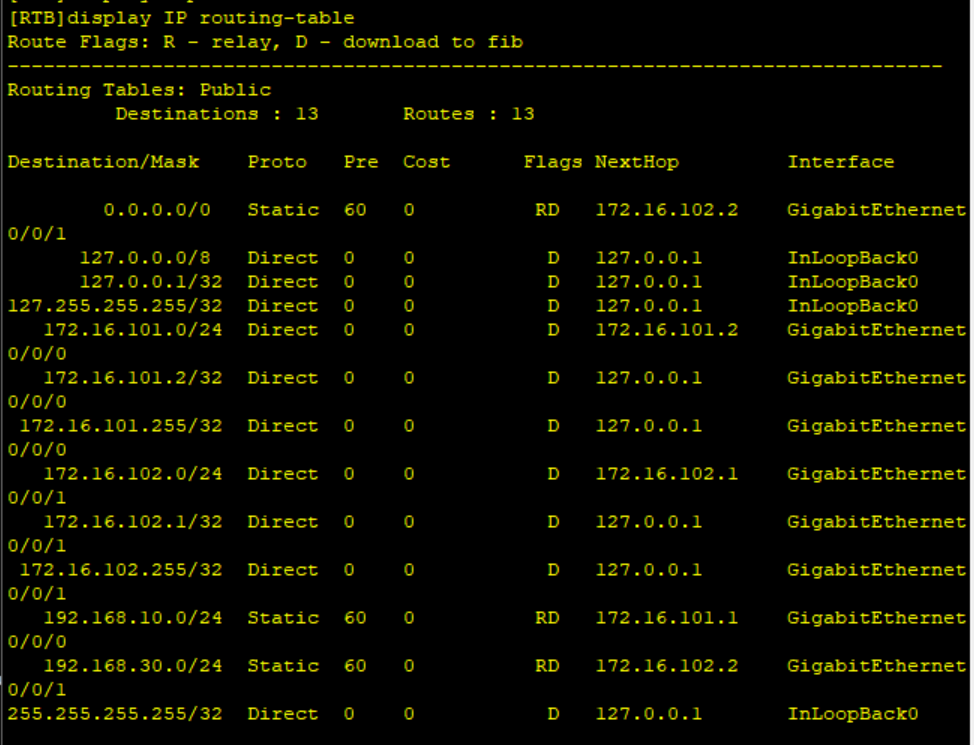 [RTB]display IP routing-table
Route Flags: R - relay, D - download to fib
------------------------------------------------------------------------------
Routing Tables: Public
         Destinations : 13       Routes : 13

Destination/Mask    Proto   Pre  Cost      Flags NextHop         Interface

        0.0.0.0/0   Static  60   0          RD   172.16.102.2    GigabitEthernet
0/0/1
      127.0.0.0/8   Direct  0    0           D   127.0.0.1       InLoopBack0
      127.0.0.1/32  Direct  0    0           D   127.0.0.1       InLoopBack0
127.255.255.255/32  Direct  0    0           D   127.0.0.1       InLoopBack0
   172.16.101.0/24  Direct  0    0           D   172.16.101.2    GigabitEthernet
0/0/0
   172.16.101.2/32  Direct  0    0           D   127.0.0.1       GigabitEthernet
0/0/0
 172.16.101.255/32  Direct  0    0           D   127.0.0.1       GigabitEthernet
0/0/0
   172.16.102.0/24  Direct  0    0           D   172.16.102.1    GigabitEthernet
0/0/1
   172.16.102.1/32  Direct  0    0           D   127.0.0.1       GigabitEthernet
0/0/1
 172.16.102.255/32  Direct  0    0           D   127.0.0.1       GigabitEthernet
0/0/1
   192.168.10.0/24  Static  60   0          RD   172.16.101.1    GigabitEthernet
0/0/0
   192.168.30.0/24  Static  60   0          RD   172.16.102.2    GigabitEthernet
0/0/1
255.255.255.255/32  Direct  0    0           D   127.0.0.1       InLoopBack0